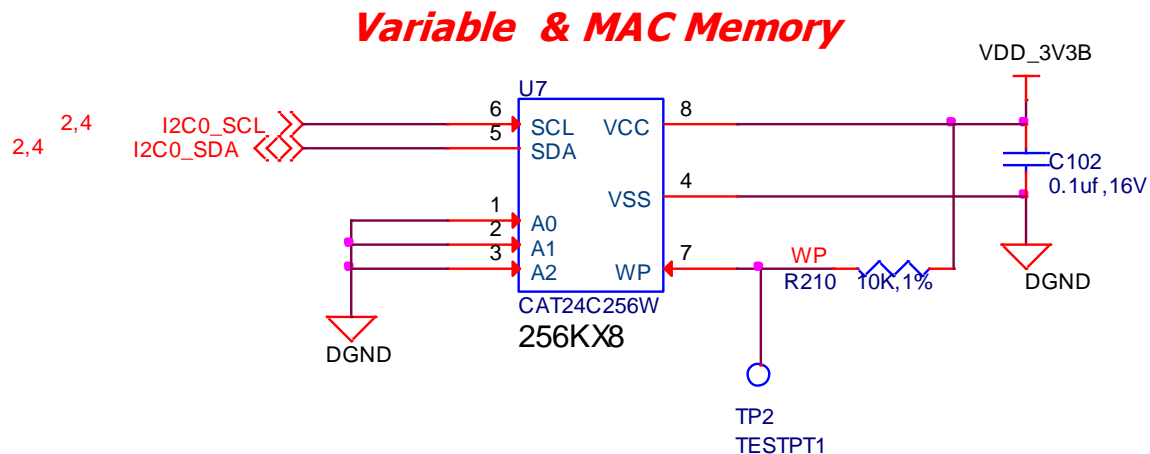 Variable & MAC Memory
VDD_3V3B
U7
2,4 I2C0_SCL 6 SCL VCC 8
2,4 I2C0_SDA 5 SDA
C102
0.1uf,16V
VSS 4
1 A0
2 A1
3 A2 WP 7 WP
R210 10K,1%
DGND
CAT24C256W
256KX8
DGND
TP2
TESTPT1